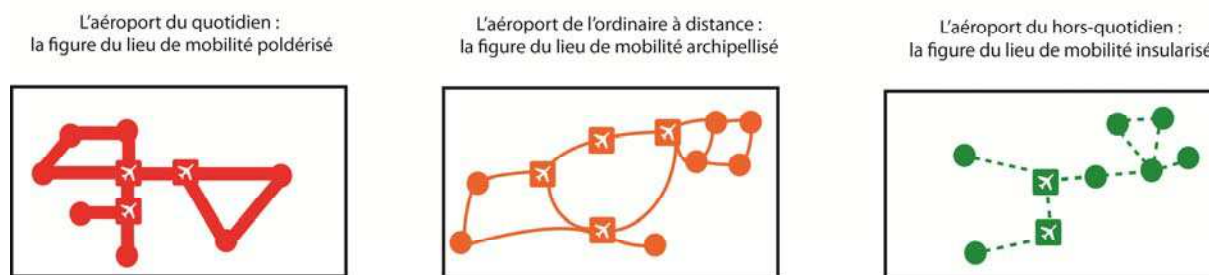 L'aéroport du quotidien :
la figure du lieu de mobilité poldérisé
L'aéroport de l'ordinaire à distance :
la figure du lieu de mobilité archipellisé
L'aéroport du hors-quotidien :
la figure du lieu de mobilité insularisé